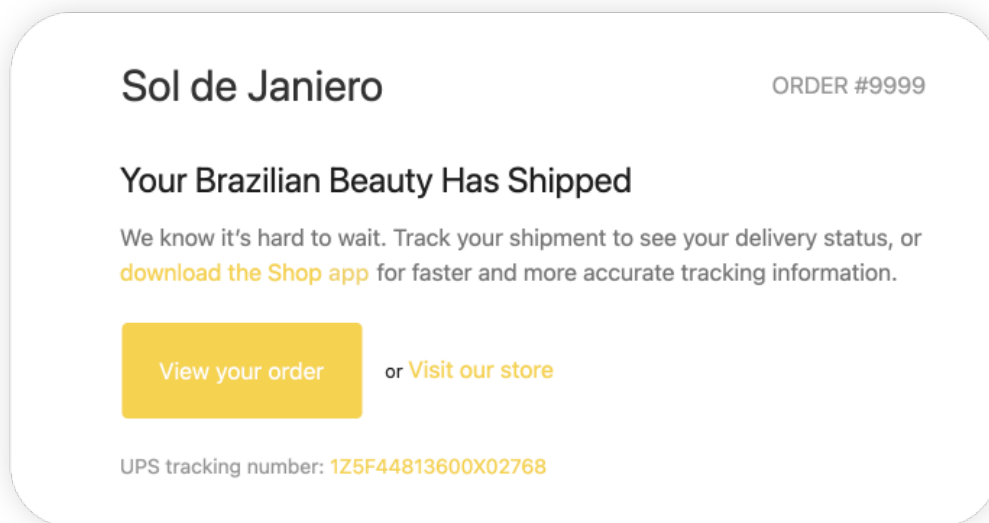 Sol de Janiero
ORDER #9999
Your Brazilian Beauty Has Shipped
We know it’s hard to wait. Track your shipment to see your delivery status, or
download the Shop app for faster and more accurate tracking information.
View your order
or Visit our store
UPS tracking number: 1Z5F44813600X02768